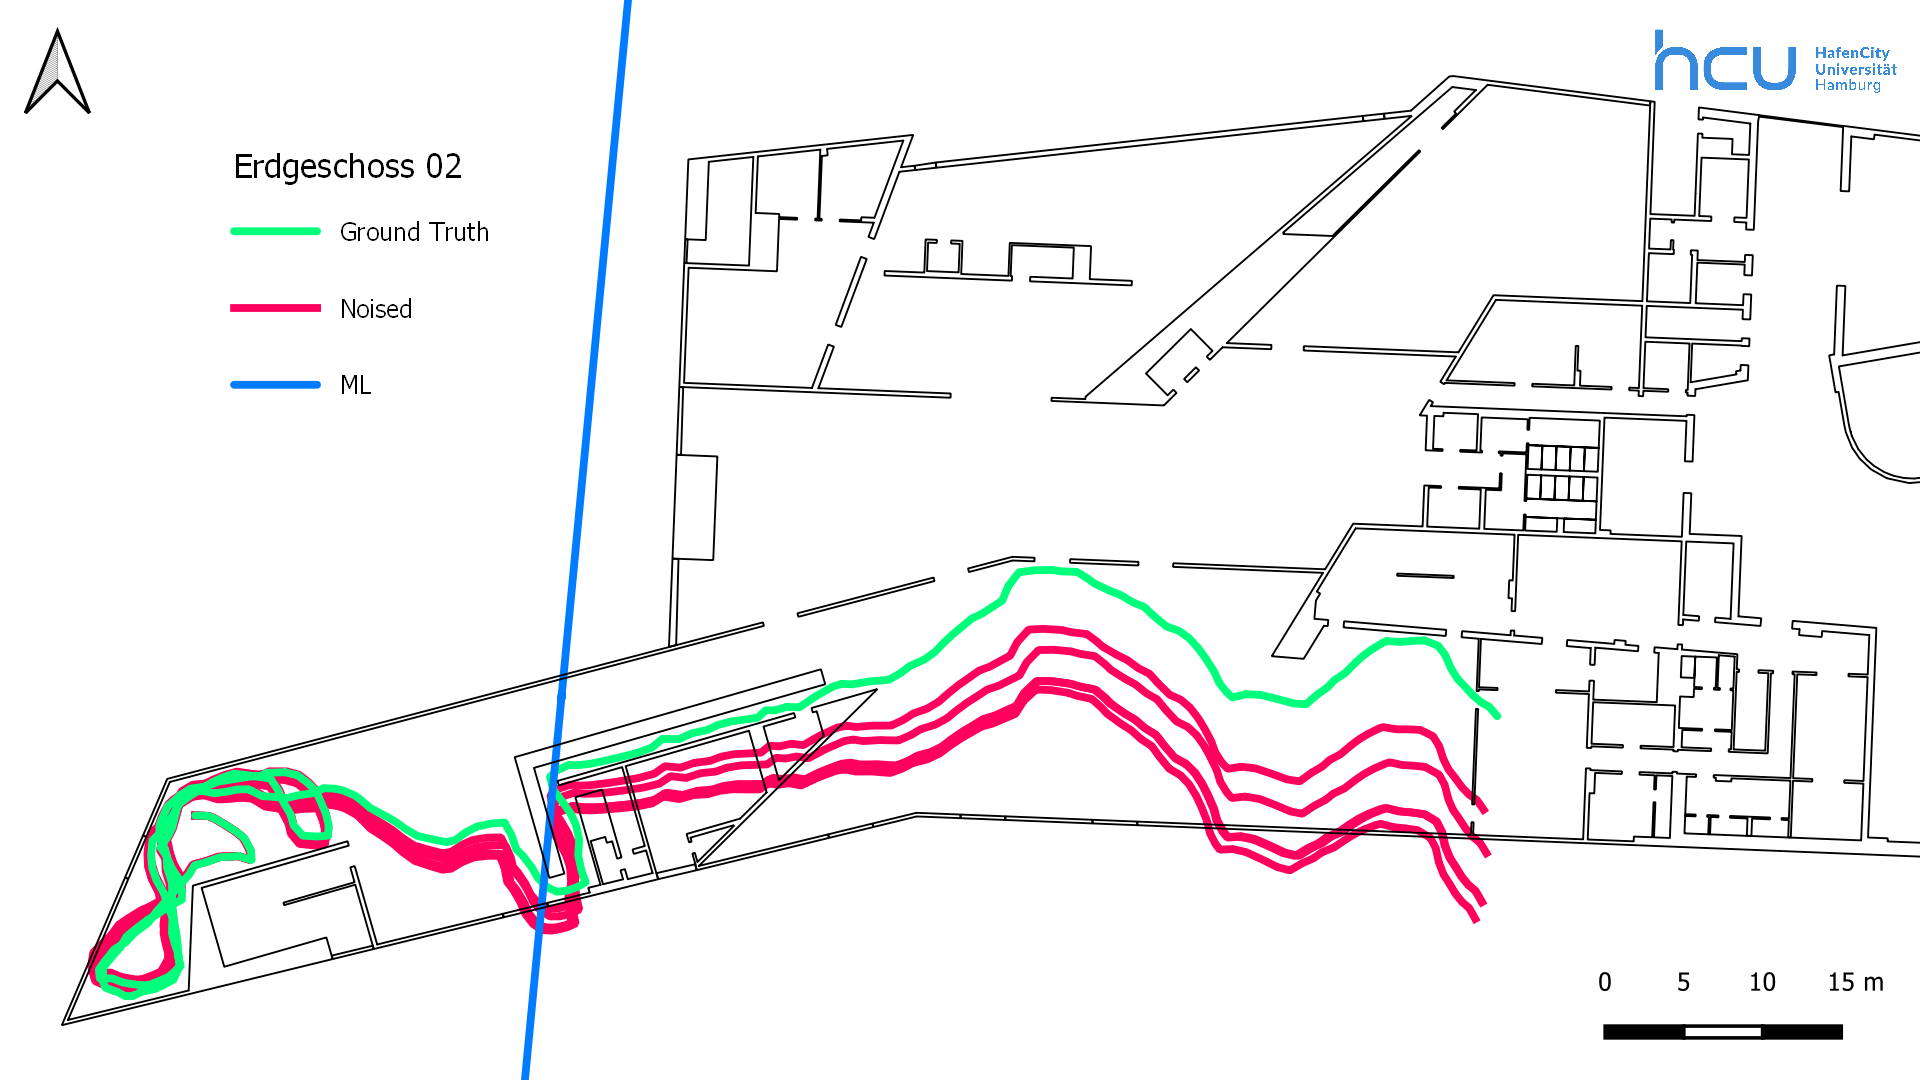 hcu
HafenCity
Universität
Hamburg
Erdgeschoss 02
Ground Truth
Noised
ML
0 5 10 15 m